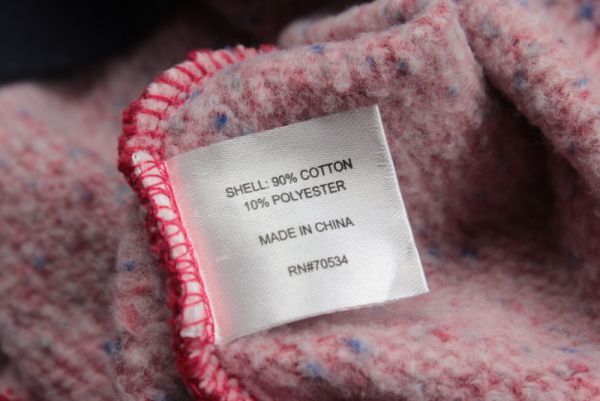 SHELL: 90% COTTON
10% POLYESTER
MADE IN CHINA
RN#70534